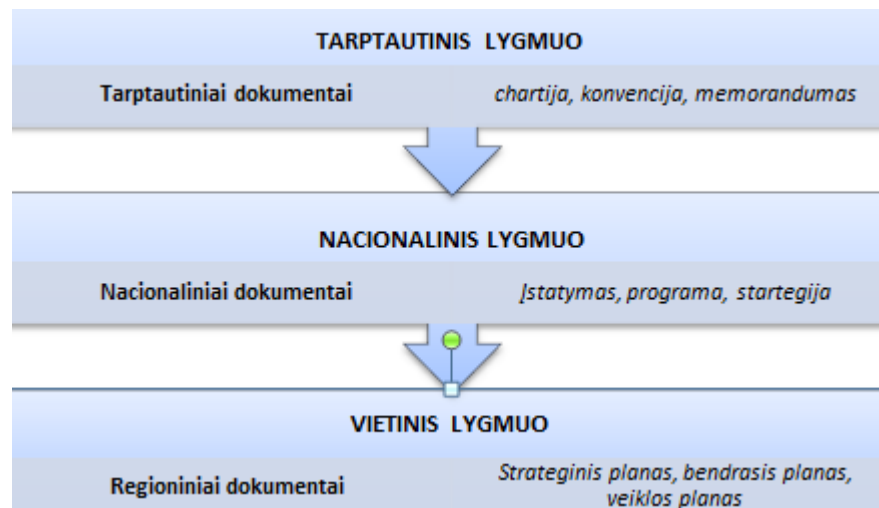 TARPTAUTINIS LYGMUO
Tarptautiniai dokumentai
chartija, konvencija, memorandumas
NACIONALINIS LYGMUO
Nacionaliniai dokumentai
Įstatymas, programa, startegija
VIETINIS LYGMUO
Regioniniai dokumentai
Strateginis planas, bendrasis planas,
veiklos planas